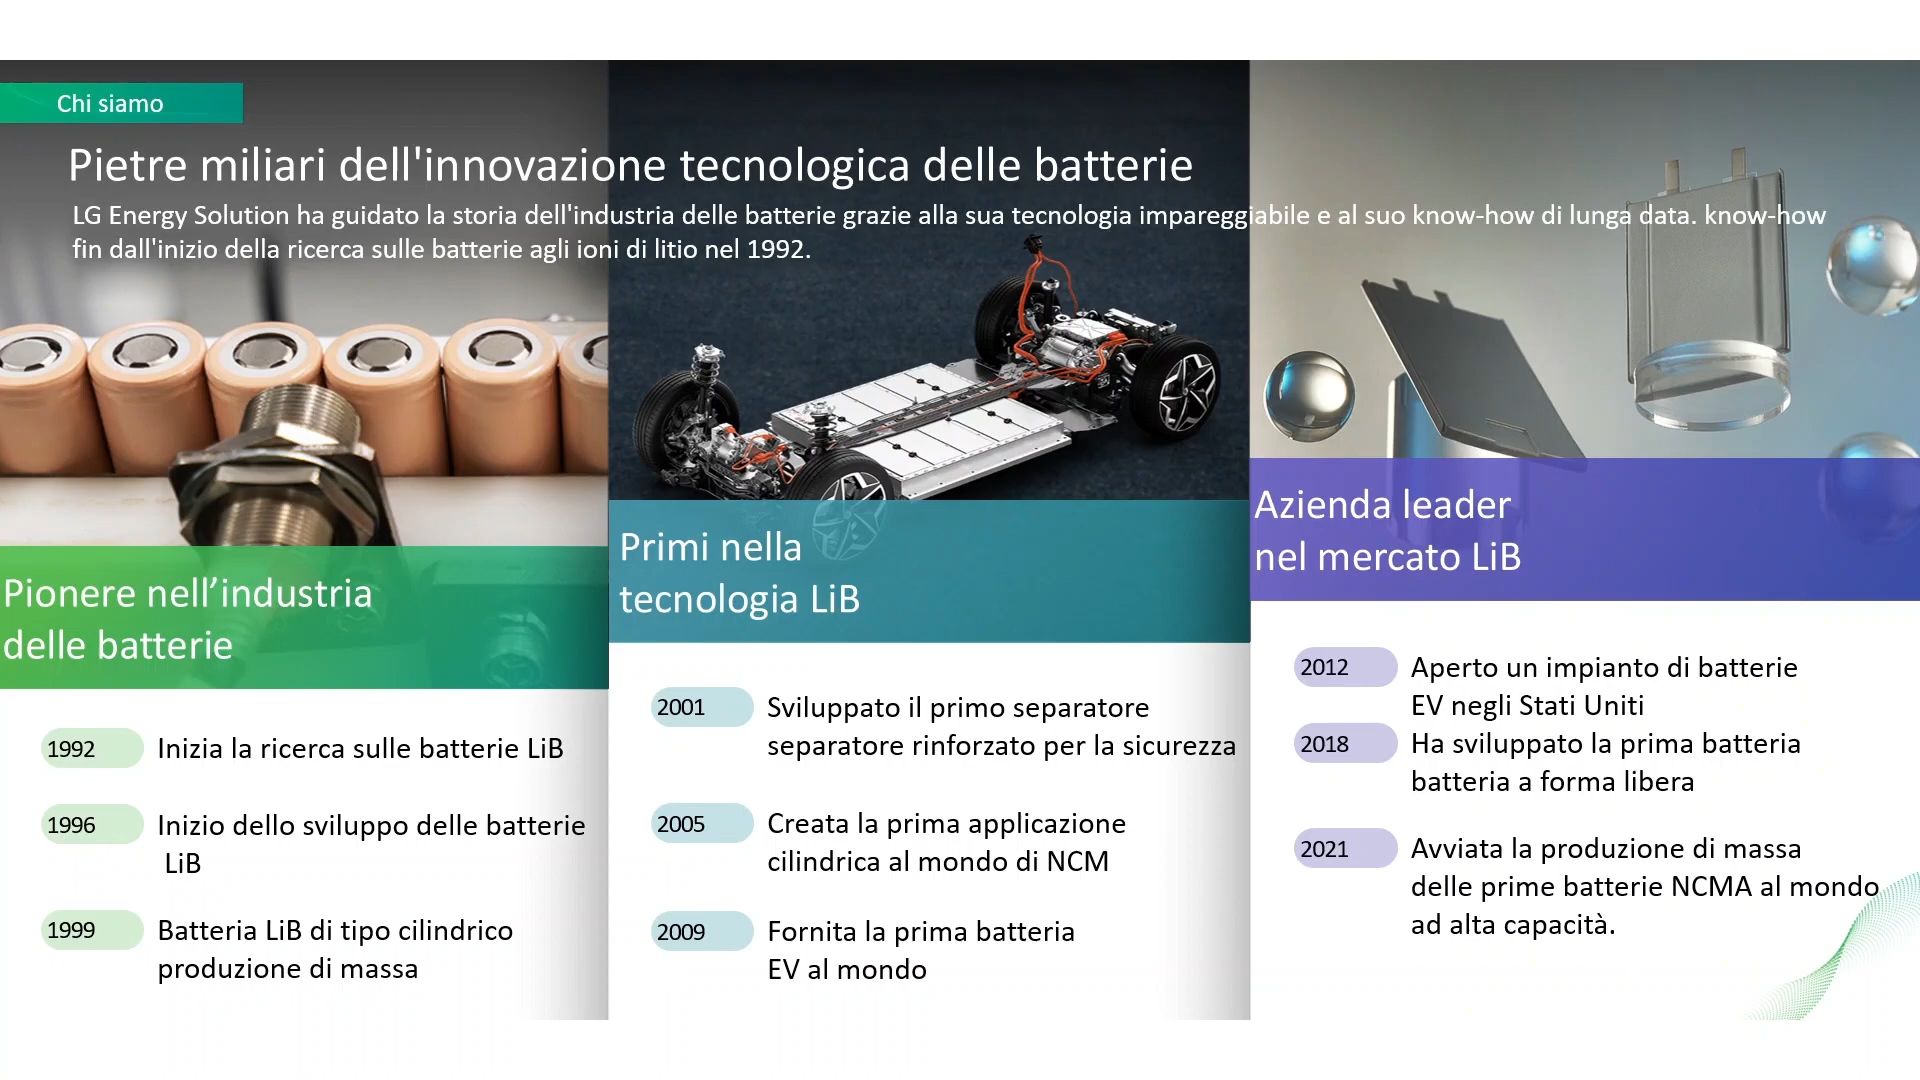 Chi siamo
Pietre miliari dell'innovazione tecnologica delle batterie
LG Energy Solution ha guidato la storia dell'industria delle batterie grazie alla sua tecnologia impareggiabile e al suo know-how di lunga data. know-how
fin dall'inizio della ricerca sulle batterie agli ioni di litio nel 1992.
Pionere nell’industria
delle batterie
1992 Inizia la ricerca sulle batterie LiB
1996 Inizio dello sviluppo delle batterie
LiB
1999 Batteria LiB di tipo cilindrico
produzione di massa
Primi nella
tecnologia LiB
2001 Sviluppato il primo separatore
separatore rinforzato per la sicurezza
2005 Creata la prima applicazione
cilindrica al mondo di NCM
2009 Fornita la prima batteria
EV al mondo
Azienda leader
nel mercato LiB
2012 Aperto un impianto di batterie
EV negli Stati Uniti
2018 Ha sviluppato la prima batteria
batteria a forma libera
2021 Avviata la produzione di massa
delle prime batterie NCMA al mondo
ad alta capacità.